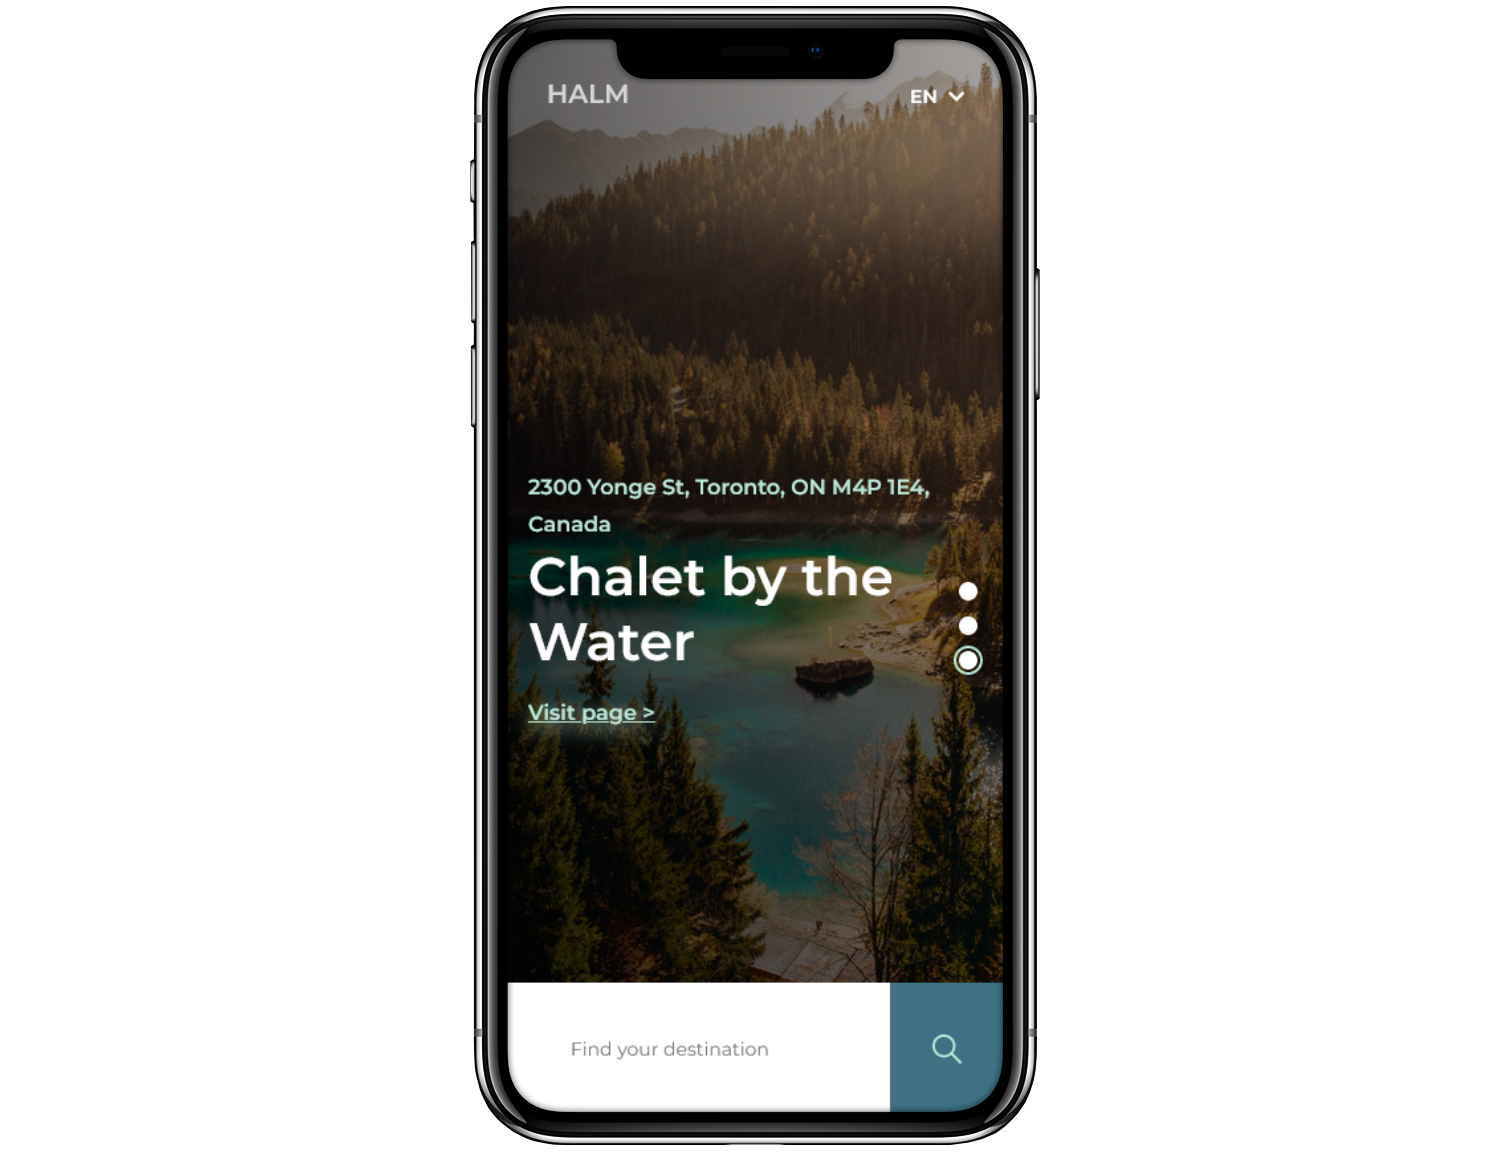 HALM
EN
2300 Yonge St, Toronto, ON M4P 1E4,
Canada
Chalet by the
Water
Visit page >
Find your destination